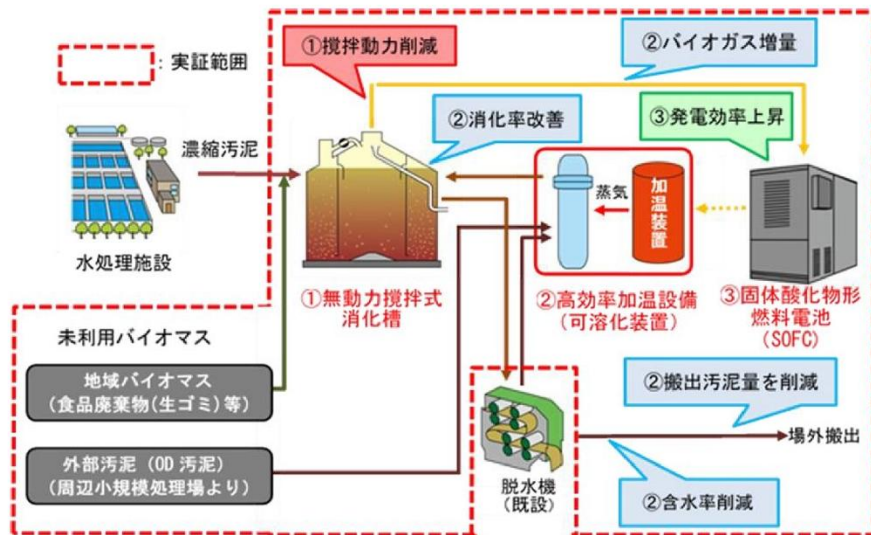 ：実証範囲
①撹拌動力削減
②バイオガス増量
②消化率改善
③発電効率上昇
濃縮汚泥
蒸気
加温装置
水処理施設
①無動力撹拌式
消化槽
②高効率加温設備
(可溶化装置)
③固体酸化物形
燃料電池
(SOFC)
未利用バイオマス
地域バイオマス
(食品廃棄物(生ゴミ)等)
②搬出汚泥量を削減
場外搬出
外部汚泥（OD 汚泥）
(周辺小規模処理場より)
脱水機
(既設)
②含水率削減